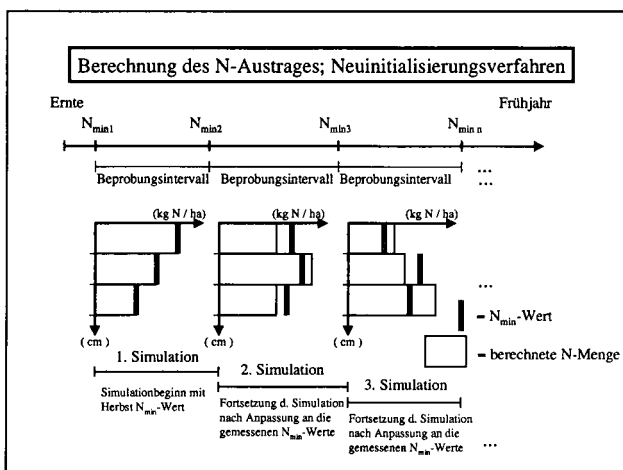 Berechnung des N-Austrages; Neuinitialisierungsverfahren
Ernte
Frühjahr
Nmin1 Nmin2 Nmin3 Nmin n
Beprobungsintervall Beprobungsintervall Beprobungsintervall ...
...
(kg N / ha) (kg N / ha) (kg N / ha)
...
= Nmin-Wert
= berechnete N-Menge
(cm) (cm) (cm)
1. Simulation
2. Simulation
3. Simulation
Simulationbeginn mit
Herbst Nmin-Wert
Fortsetzung d. Simulation
nach Anpassung an die
gemessenen Nmin-Werte
Fortsetzung d. Simulation
nach Anpassung an die
gemessenen Nmin-Werte
...